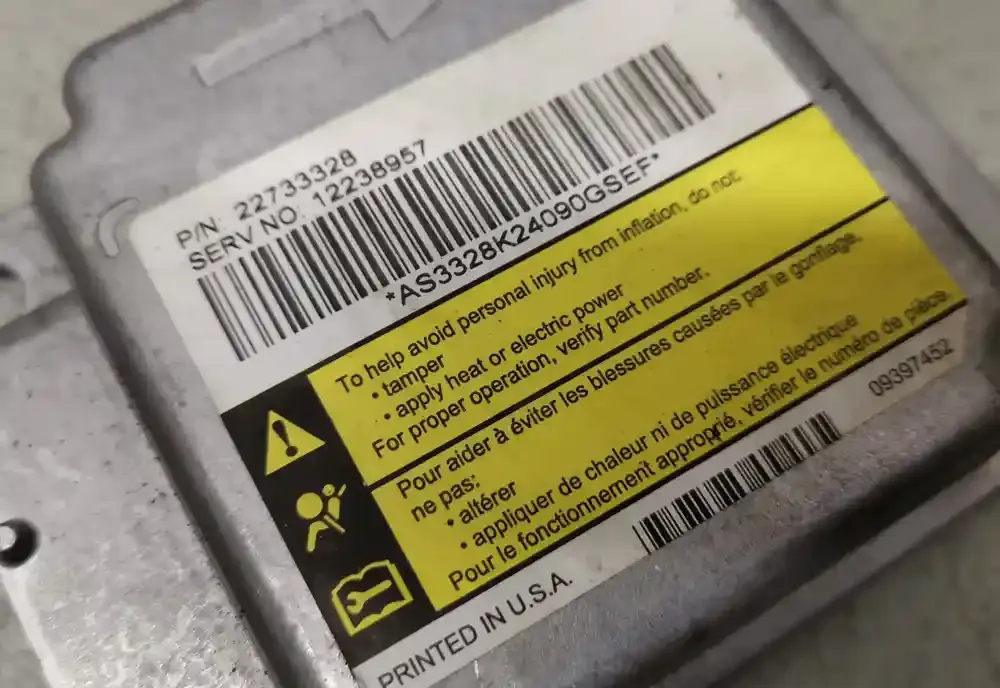 P/N: 22733328
SERV NO: 12238957
*AS3328K24090GSEF*
To help avoid personal injury from inflation, do not:
• tamper
• apply heat or electric power
For proper operation, verify part number.
Pour aider à éviter les blessures causées par le gonflage,
ne pas:
• altérer
• appliquer de chaleur ni de puissance électrique
Pour le fonctionnement approprié, vérifier le numéro de pièce.
PRINTED IN U.S.A.
09397452